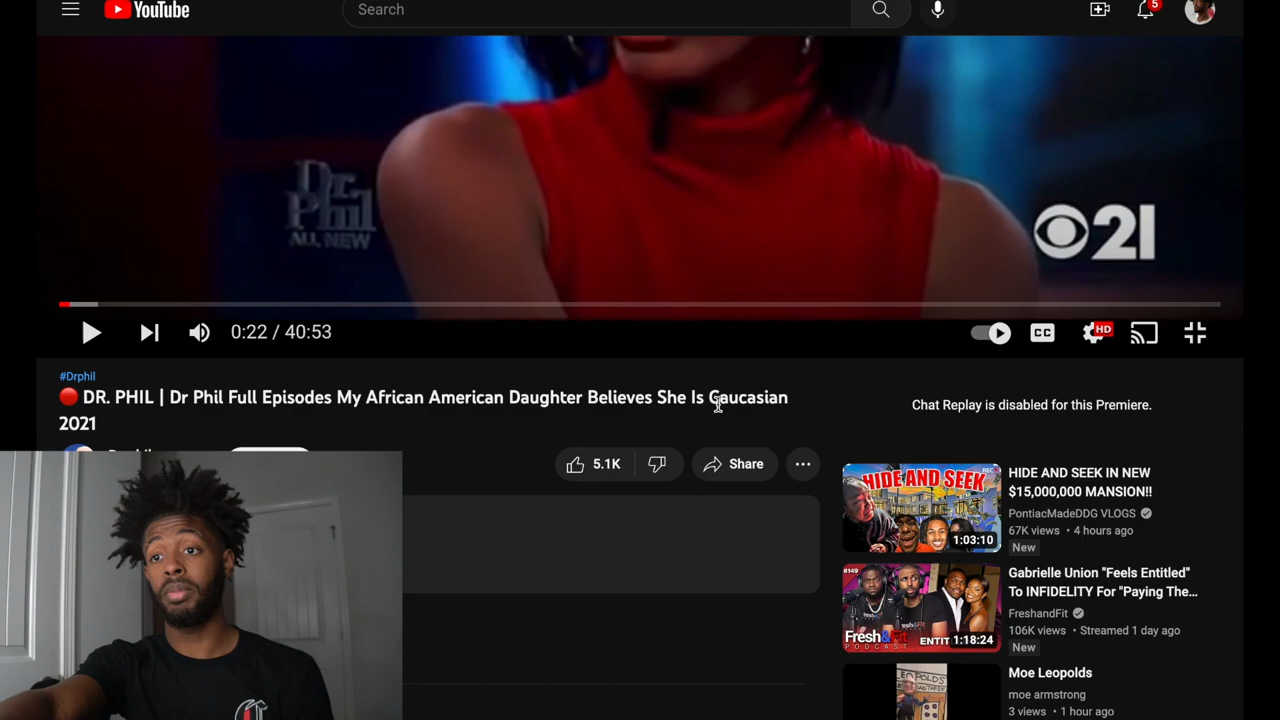 YouTube
Search
5
Dr.
Phil
ALL NEW
CBS 21
0:22 / 40:53
CC
HD
#Drphil
DR. PHIL | Dr Phil Full Episodes My African American Daughter Believes She Is Caucasian
2021
Chat Replay is disabled for this Premiere.
5.1K
Share
HIDE AND SEEK
REC
1:03:10
HIDE AND SEEK IN NEW
$15,000,000 MANSION!!
PontiacMadeDDG VLOGS
67K views • 4 hours ago
New
#149
Fresh&Fit
PODCAST
ENTIT
1:18:24
Gabrielle Union "Feels Entitled"
To INFIDELITY For "Paying The...
FreshandFit
106K views • Streamed 1 day ago
New
Moe Leopolds
moe armstrong
3 views • 1 hour ago